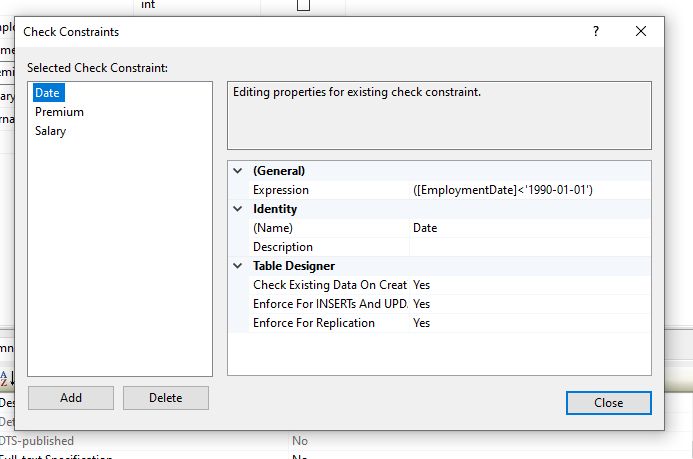 int
Check Constraints
?
Selected Check Constraint:
Date
Premium
Salary
Editing properties for existing check constraint.
(General)
Expression ([EmploymentDate]<'1990-01-01')
Identity
(Name) Date
Description
Table Designer
Check Existing Data On Creat Yes
Enforce For INSERTs And UPD. Yes
Enforce For Replication Yes
Add
Delete
Close
DTS-published No